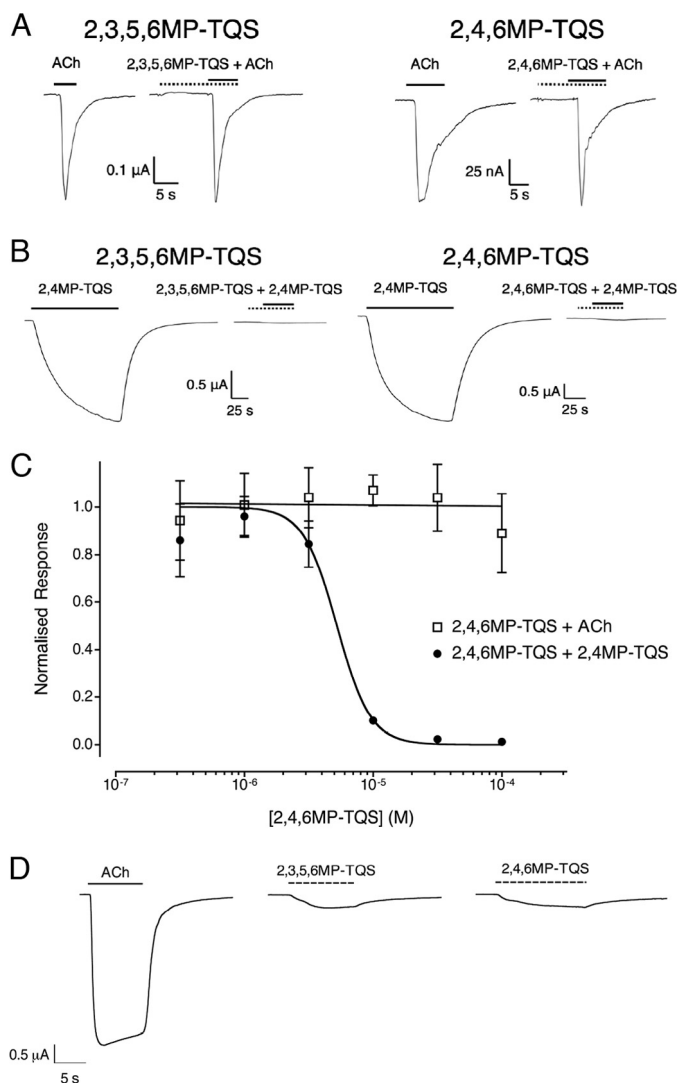 A
2,3,5,6MP-TQS
2,4,6MP-TQS
ACh
2,3,5,6MP-TQS + ACh
ACh
2,4,6MP-TQS + ACh
0.1 µA
5 s
25 nA
5 s
B
2,3,5,6MP-TQS
2,4,6MP-TQS
2,4MP-TQS
2,3,5,6MP-TQS + 2,4MP-TQS
2,4MP-TQS
2,4,6MP-TQS + 2,4MP-TQS
0.5 µA
25 s
0.5 µA
25 s
C
Normalised Response
1.0
0.8
0.6
0.4
0.2
0.0
2,4,6MP-TQS + ACh
2,4,6MP-TQS + 2,4MP-TQS
10⁻⁷
10⁻⁶
10⁻⁵
10⁻⁴
[2,4,6MP-TQS] (M)
D
ACh
2,3,5,6MP-TQS
2,4,6MP-TQS
0.5 µA
5 s